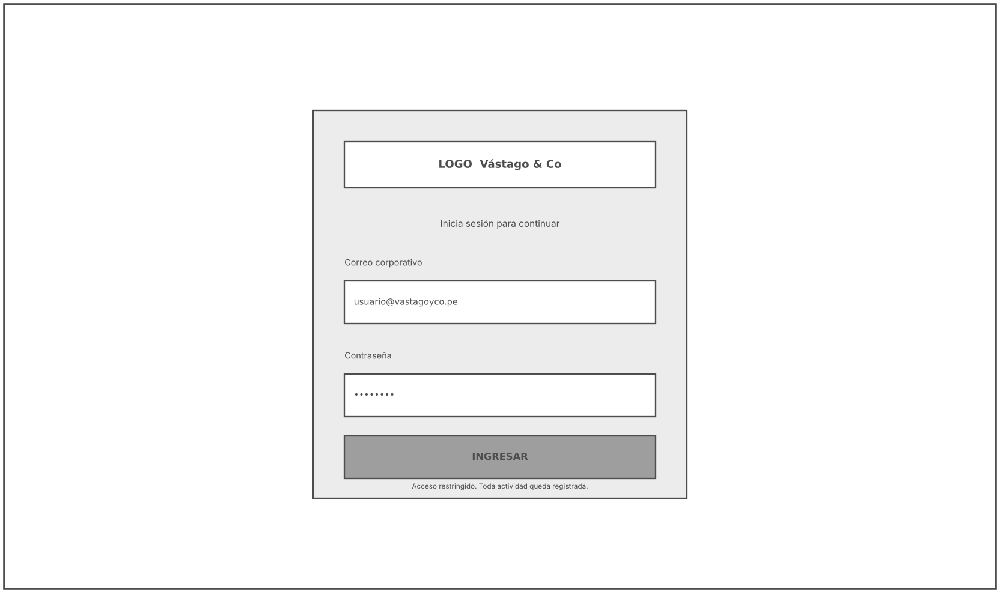 LOGO  Vástago & Co
Inicia sesión para continuar
Correo corporativo
usuario@vastagoyco.pe
Contraseña
••••••••
INGRESAR
Acceso restringido. Toda actividad queda registrada.